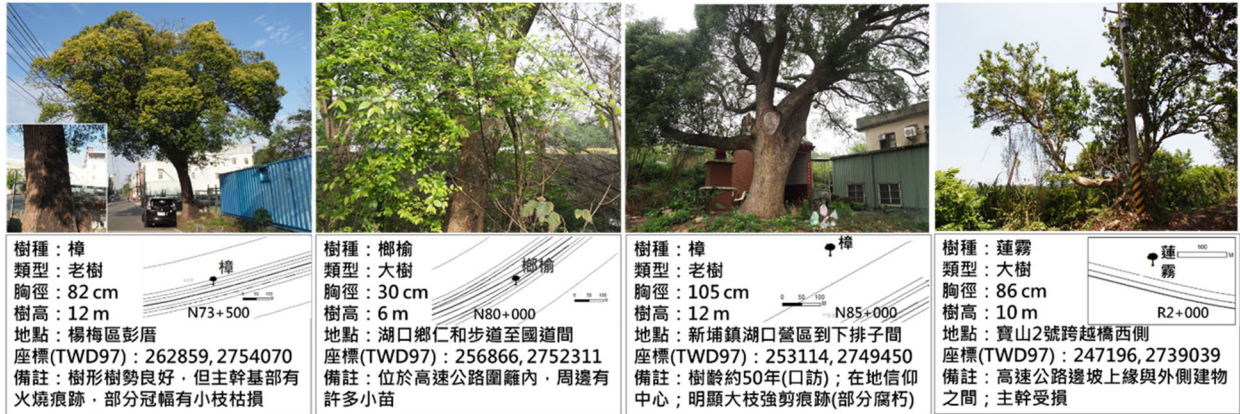 樹種：樟
類型：老樹
胸徑：82 cm
樹高：12 m
地點：楊梅區彭厝
座標(TWD97)：262859, 2754070
備註：樹形樹勢良好，但主幹基部有
火燒痕跡，部分冠幅有小枝枯損
樟
0 50 100
M
N73+500
樹種：榔榆
類型：大樹
胸徑：30 cm
樹高：6 m
地點：湖口鄉仁和步道至國道間
座標(TWD97)：256866, 2752311
備註：位於高速公路圍籬內，周邊有
許多小苗
榔榆
0 50 100
M
N80+000
樹種：樟
類型：老樹
胸徑：105 cm
樹高：12 m
地點：新埔鎮湖口營區到下排子間
座標(TWD97)：253114, 2749450
備註：樹齡約50年(口訪)；在地信仰
中心；明顯大枝強剪痕跡(部分腐朽)
樟
0 50 100
M
N85+000
樹種：蓮霧
類型：大樹
胸徑：86 cm
樹高：10 m
地點：寶山2號跨越橋西側
座標(TWD97)：247196, 2739039
備註：高速公路邊坡上緣與外側建物
之間；主幹受損
蓮
霧
100
M
R2+000